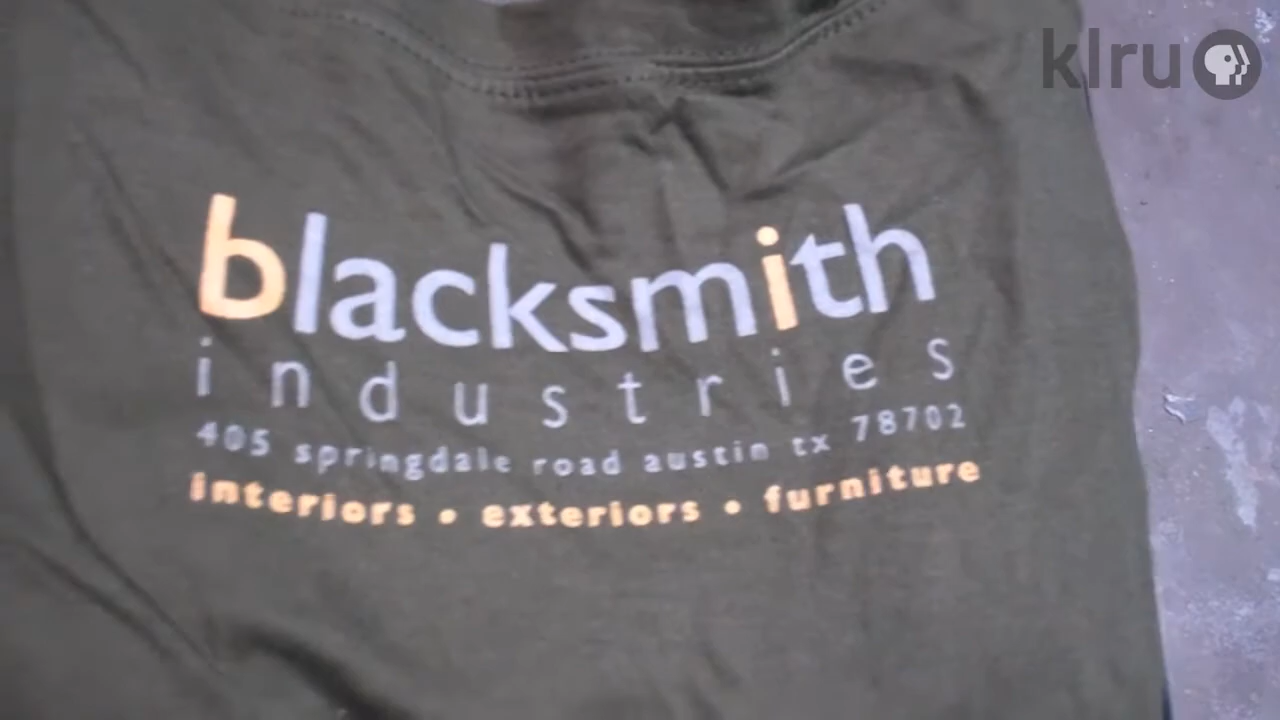 klru
blacksmith
industries
405 springdale road austin tx 78702
interiors • exteriors • furniture